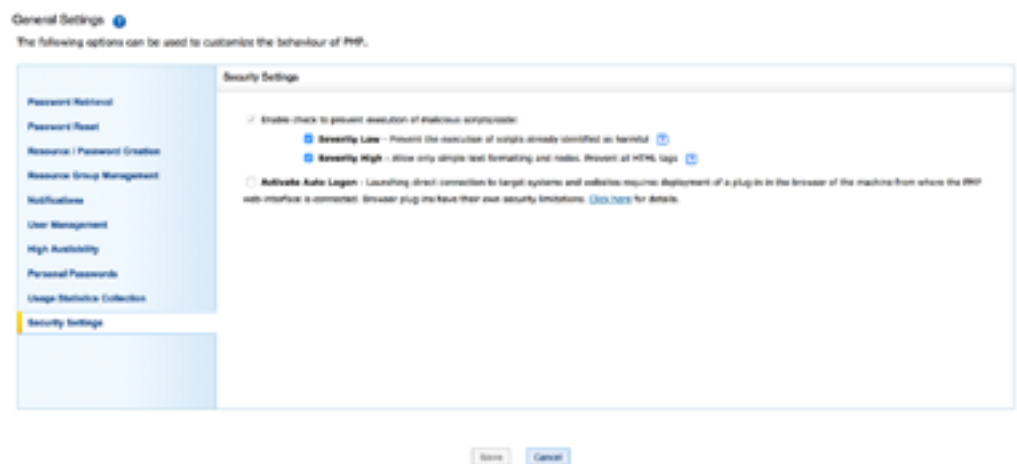 General Settings
The following options can be used to customize the behaviour of PMP.
Security Settings
Password Retrieval
Password Reset
Resource / Password Creation
Resource Group Management
Notifications
User Management
High Availability
Personal Passwords
Usage Statistics Collection
Security Settings
Enable check to prevent execution of malicious scripts/code:
Severity Low - Prevent the execution of scripts already identified as harmful [?]
Severity High - Allow only simple text formatting and nodes. Prevent all HTML tags [?]
Activate Auto Logon - Launching direct connection to target systems and websites requires deployment of a plug-in in the browser of the machine from where the PMP
web-interface is connected. Browser plug-ins have their own security limitations. Click here for details.
Save
Cancel